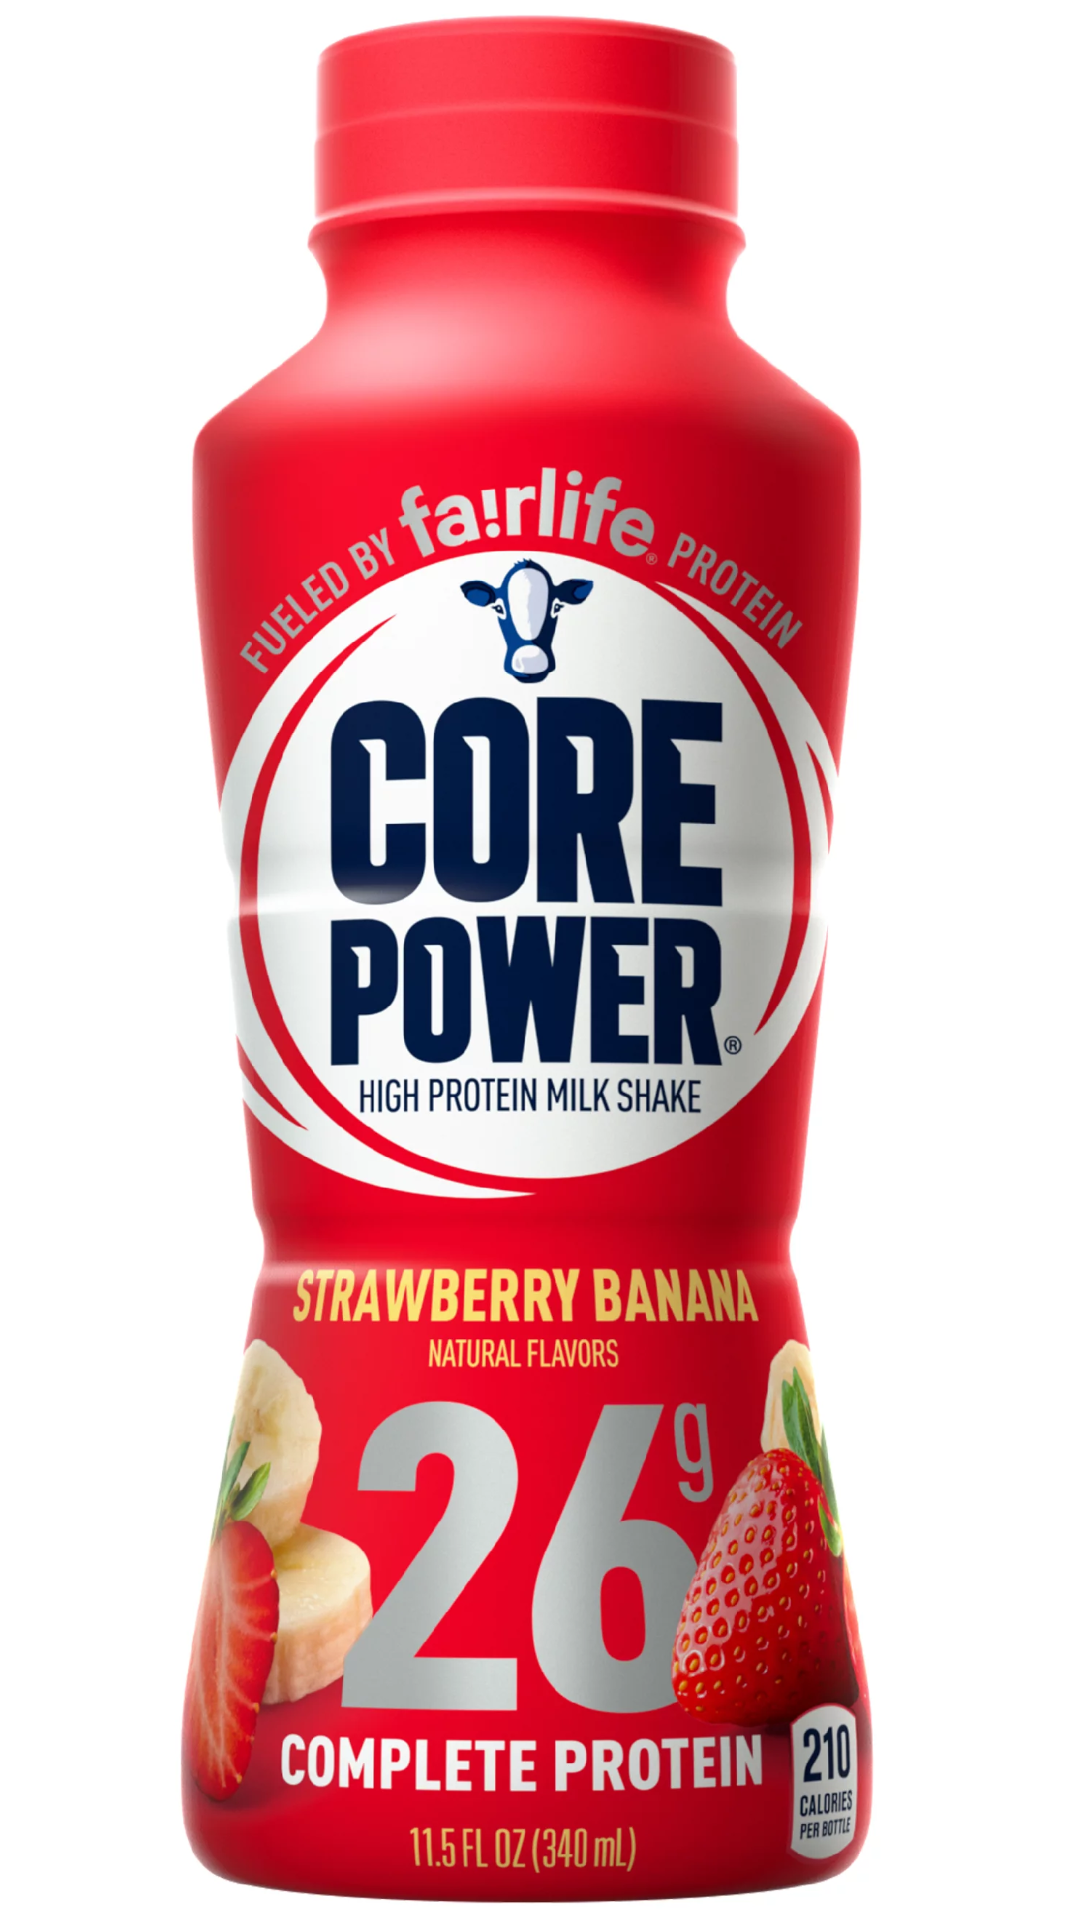 FUELED BY fa!rlife® PROTEIN
CORE
POWER®
HIGH PROTEIN MILK SHAKE
STRAWBERRY BANANA
NATURAL FLAVORS
26g
COMPLETE PROTEIN
210
CALORIES
PER BOTTLE
11.5 FL OZ (340 mL)